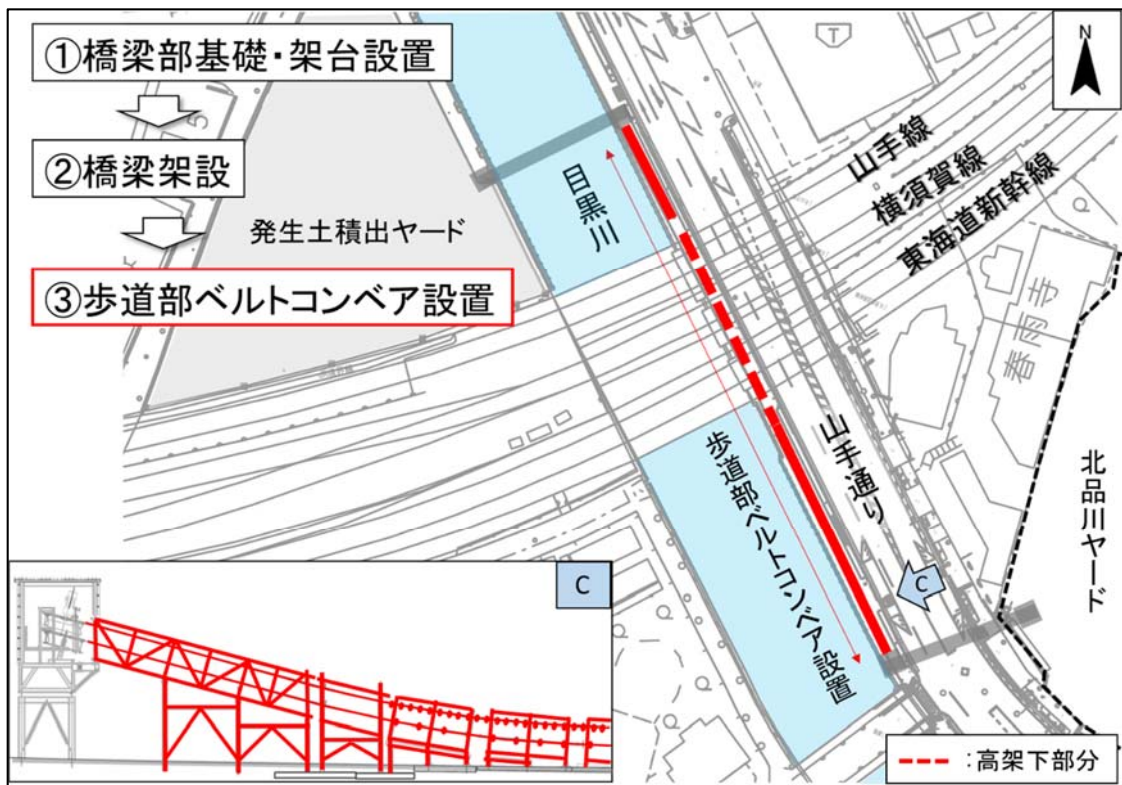 ①橋梁部基礎・架台設置
②橋梁架設
③歩道部ベルトコンベア設置
発生土積出ヤード
目黒川
N
山手線
横須賀線
東海道新幹線
春雨寺
山手通り
歩道部ベルトコンベア設置
北品川ヤード
C
C
:高架下部分